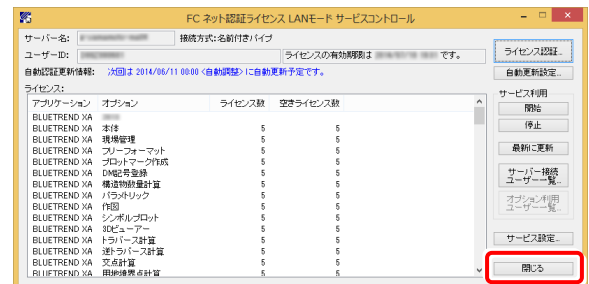 FC ネット認証ライセンス LANモード サービスコントロール
サーバー名: 接続方式:名前付きパイプ
ユーザーID: ライセンスの有効期限は です。
自動認証更新情報: 次回は 2014/06/11 00:00 <自動調整> に自動更新予定です。
ライセンス:
アプリケーション オプション ライセンス数 空きライセンス数
BLUETREND XA
BLUETREND XA 本体 5 5
BLUETREND XA 現場管理 5 5
BLUETREND XA フリーフォーマット 5 5
BLUETREND XA プロットマーク作成 5 5
BLUETREND XA DM記号登録 5 5
BLUETREND XA 構造物数量計算 5 5
BLUETREND XA パラメトリック 5 5
BLUETREND XA 作図 5 5
BLUETREND XA シンボルプロット 5 5
BLUETREND XA 3Dビューアー 5 5
BLUETREND XA トラバース計算 5 5
BLUETREND XA 逆トラバース計算 5 5
BLUETREND XA 交点計算 5 5
BLUETREND XA 用地境界点計算 5 5
ライセンス認証...
自動更新設定...
サービス利用
開始
停止
最新に更新
サーバー接続
ユーザー一覧...
オプション利用
ユーザー一覧...
サービス設定...
閉じる